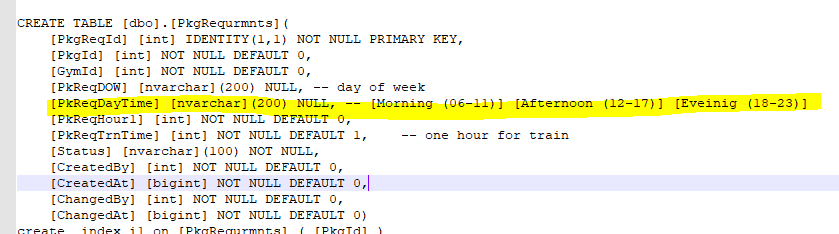 CREATE TABLE [dbo].[PkgRequrmnts](
[PkgReqId] [int] IDENTITY(1,1) NOT NULL PRIMARY KEY,
[PkgId] [int] NOT NULL DEFAULT 0,
[GymId] [int] NOT NULL DEFAULT 0,
[PkReqDOW] [nvarchar](200) NULL, -- day of week
[PkReqDayTime] [nvarchar](200) NULL, -- [Morning (06-11)] [Afternoon (12-17)] [Eveinig (18-23)]
[PkReqHour1] [int] NOT NULL DEFAULT 0,
[PkReqTrnTime] [int] NOT NULL DEFAULT 1, -- one hour for train
[Status] [nvarchar](100) NOT NULL,
[CreatedBy] [int] NOT NULL DEFAULT 0,
[CreatedAt] [bigint] NOT NULL DEFAULT 0,
[ChangedBy] [int] NOT NULL DEFAULT 0,
[ChangedAt] [bigint] NOT NULL DEFAULT 0)
create index i1 on [PkgRequrmnts] ( [PkgId] )